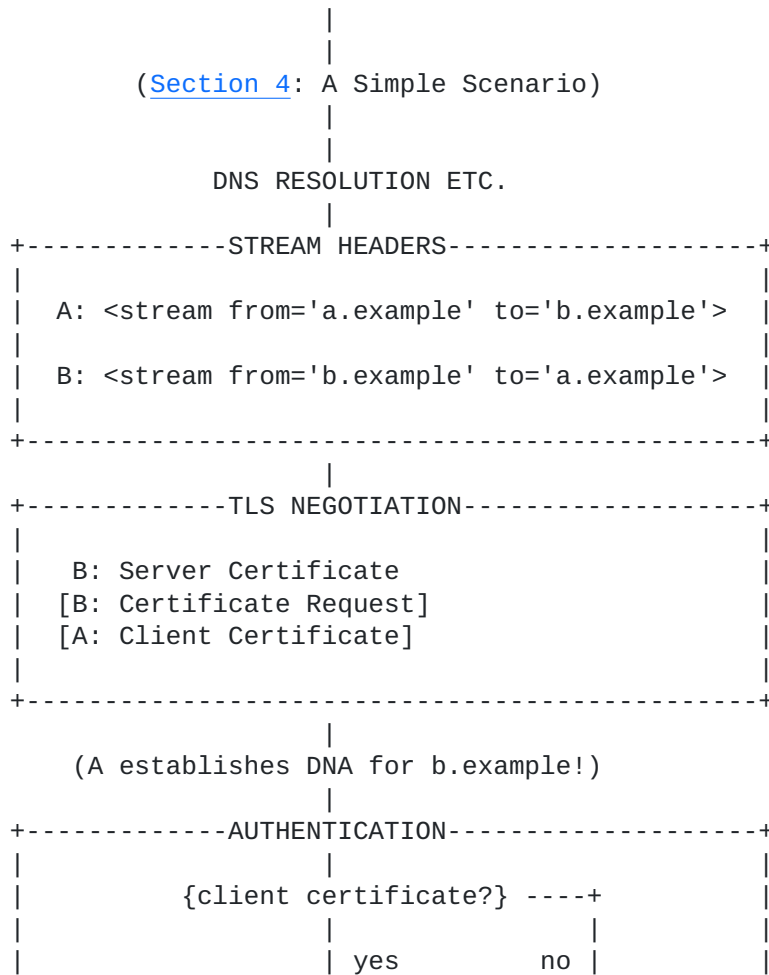 |
                    |
        (Section 4: A Simple Scenario)
                    |
                    |
             DNS RESOLUTION ETC.
                    |
+-------------STREAM HEADERS--------------------+
|                                               |
|  A: <stream from='a.example' to='b.example'>  |
|                                               |
|  B: <stream from='b.example' to='a.example'>  |
|                                               |
+-----------------------------------------------+
                    |
+-------------TLS NEGOTIATION-------------------+
|                                               |
|   B: Server Certificate                       |
|  [B: Certificate Request]                     |
|  [A: Client Certificate]                      |
|                                               |
+-----------------------------------------------+
                    |
    (A establishes DNA for b.example!)
                    |
+-------------AUTHENTICATION--------------------+
|                   |                           |
|          {client certificate?} ----+          |
|                   |                |          |
|                   | yes         no |          |